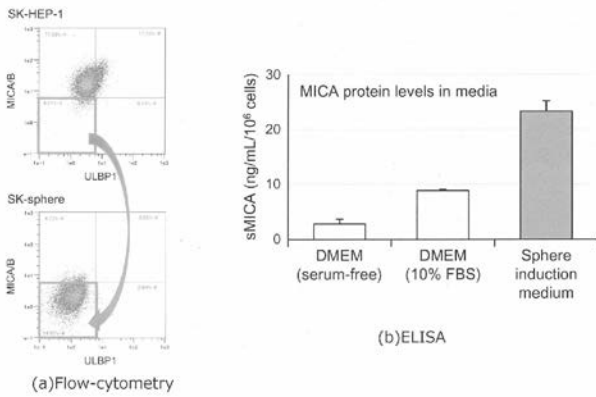 SK-HEP-1
MICA/B
ULBP1
SK-sphere
MICA/B
ULBP1
(a)Flow-cytometry
MICA protein levels in media
sMICA (ng/mL/10⁶ cells)
30
20
10
0
DMEM
(serum-free)
DMEM
(10% FBS)
Sphere
induction
medium
(b)ELISA